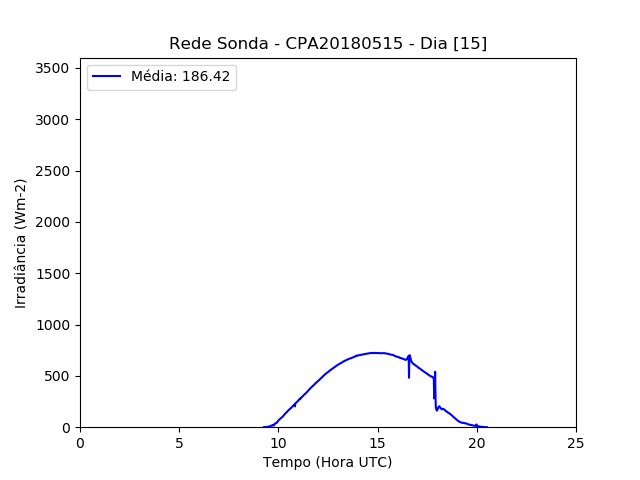 Rede Sonda - CPA20180515 - Dia [15]
Média: 186.42
3500
3000
2500
2000
1500
1000
500
0
Irradiância (Wm-2)
0 5 10 15 20 25
Tempo (Hora UTC)